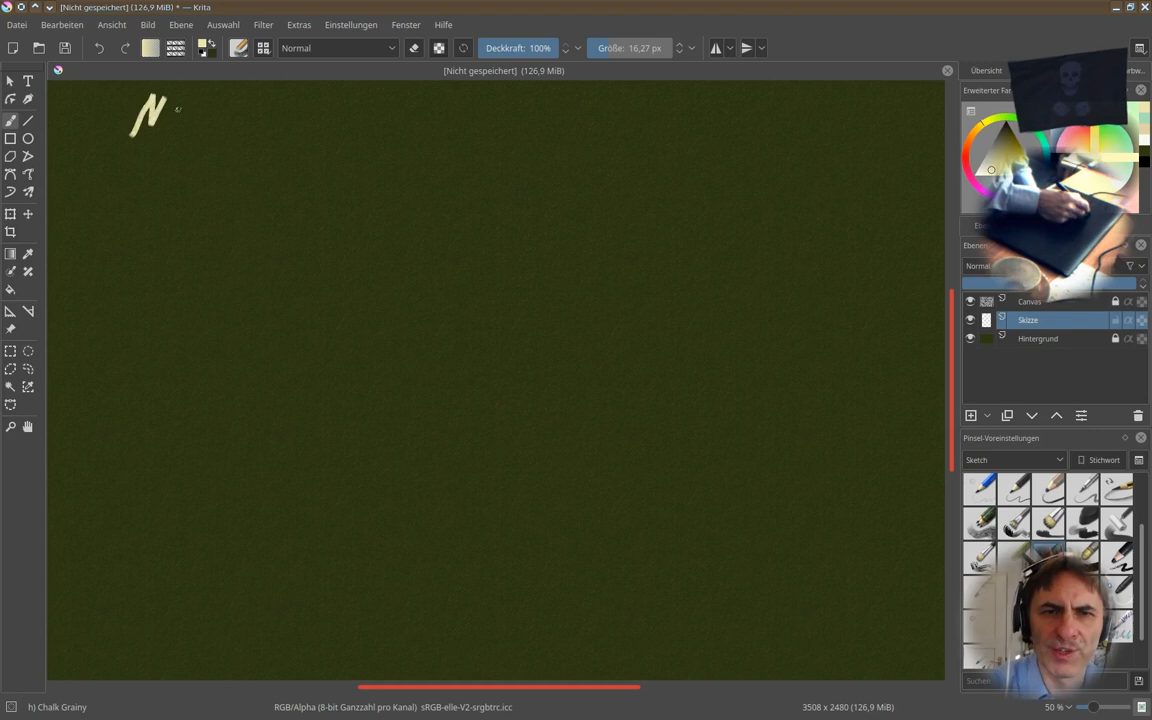 [Nicht gespeichert] (126,9 MiB) * — Krita
Datei Bearbeiten Ansicht Bild Ebene Auswahl Filter Extras Einstellungen Fenster Hilfe
Normal Deckkraft: 100% Größe: 16,27 px
[Nicht gespeichert] (126,9 MiB)
Übersicht
Erweiterter
N
Ebenen
Normal
Canvas
Skizze
Hintergrund
Pinsel-Voreinstellungen
Sketch Stichwort
Suchen
h) Chalk Grainy RGB/Alpha (8-bit Ganzzahl pro Kanal) sRGB-elle-V2-srgbtrc.icc 3508 x 2480 (126,9 MiB) 50 %